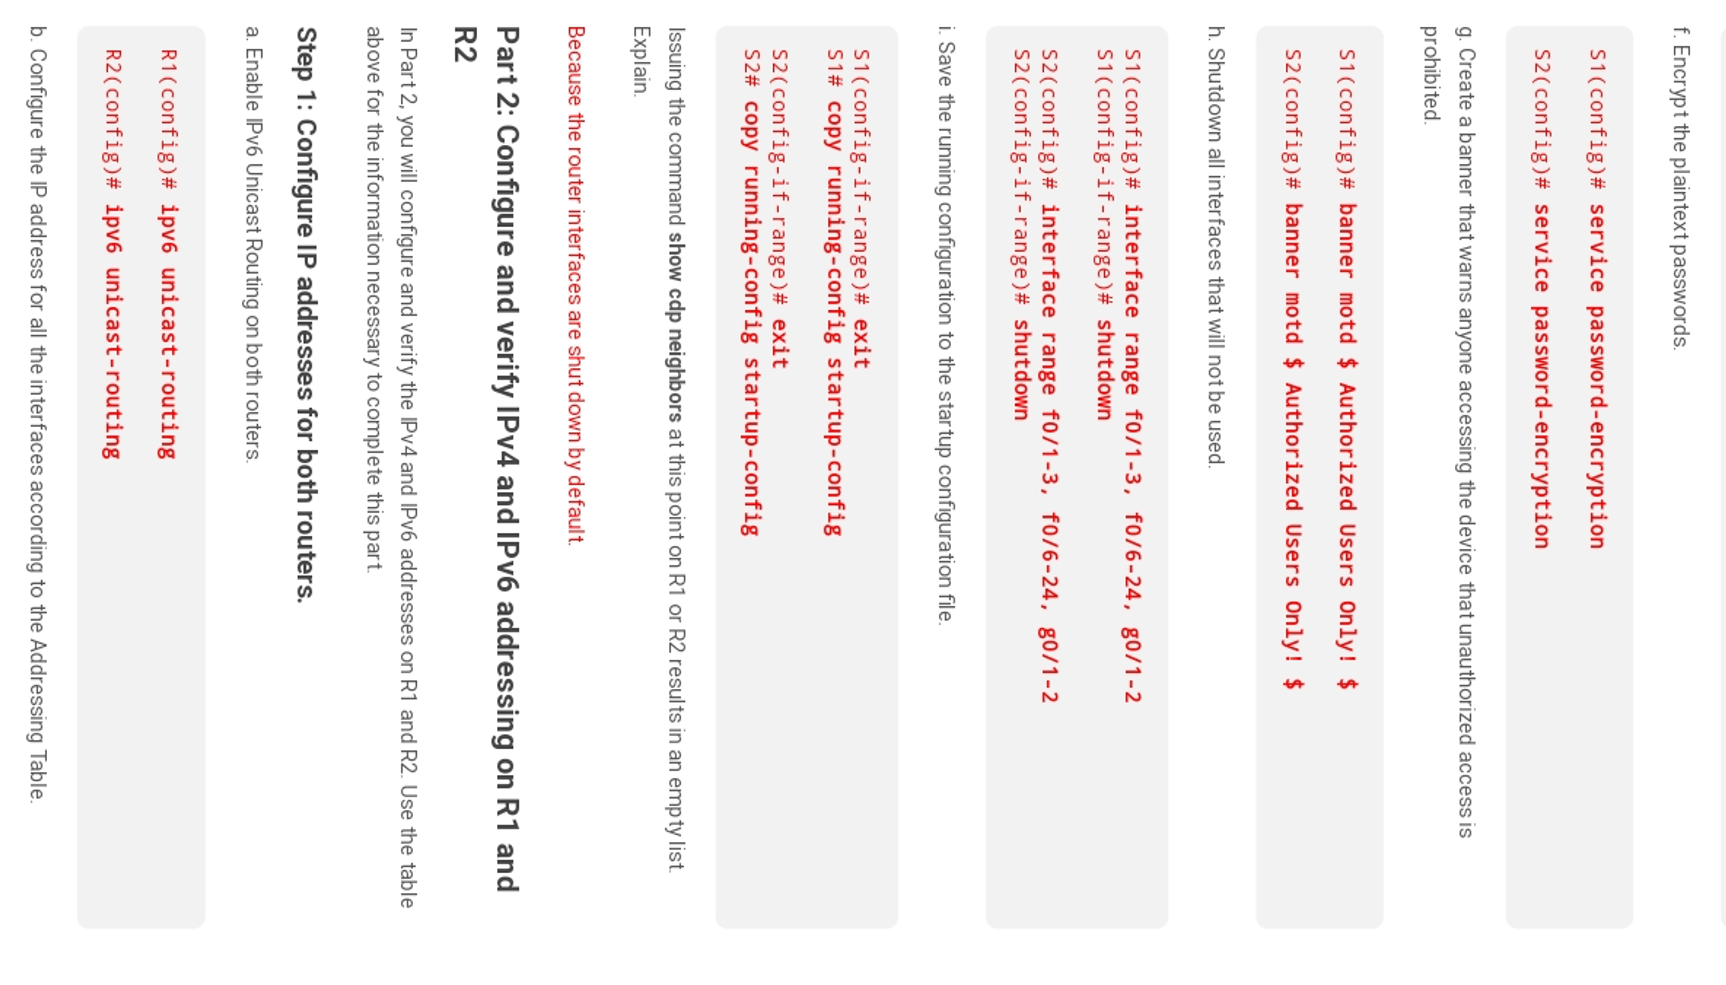 f. Encrypt the plaintext passwords.
S1(config)# service password-encryption
S2(config)# service password-encryption
g. Create a banner that warns anyone accessing the device that unauthorized access is
prohibited.
S1(config)# banner motd $ Authorized Users Only! $
S2(config)# banner motd $ Authorized Users Only! $
h. Shutdown all interfaces that will not be used.
S1(config)# interface range f0/1-3, f0/6-24, g0/1-2
S1(config-if-range)# shutdown
S2(config)# interface range f0/1-3, f0/6-24, g0/1-2
S2(config-if-range)# shutdown
i. Save the running configuration to the startup configuration file.
S1(config-if-range)# exit
S1# copy running-config startup-config
S2(config-if-range)# exit
S2# copy running-config startup-config
Issuing the command show cdp neighbors at this point on R1 or R2 results in an empty list.
Explain.
Because the router interfaces are shut down by default.
Part 2: Configure and verify IPv4 and IPv6 addressing on R1 and
R2
In Part 2, you will configure and verify the IPv4 and IPv6 addresses on R1 and R2. Use the table
above for the information necessary to complete this part.
Step 1: Configure IP addresses for both routers.
a. Enable IPv6 Unicast Routing on both routers.
R1(config)# ipv6 unicast-routing
R2(config)# ipv6 unicast-routing
b. Configure the IP address for all the interfaces according to the Addressing Table.